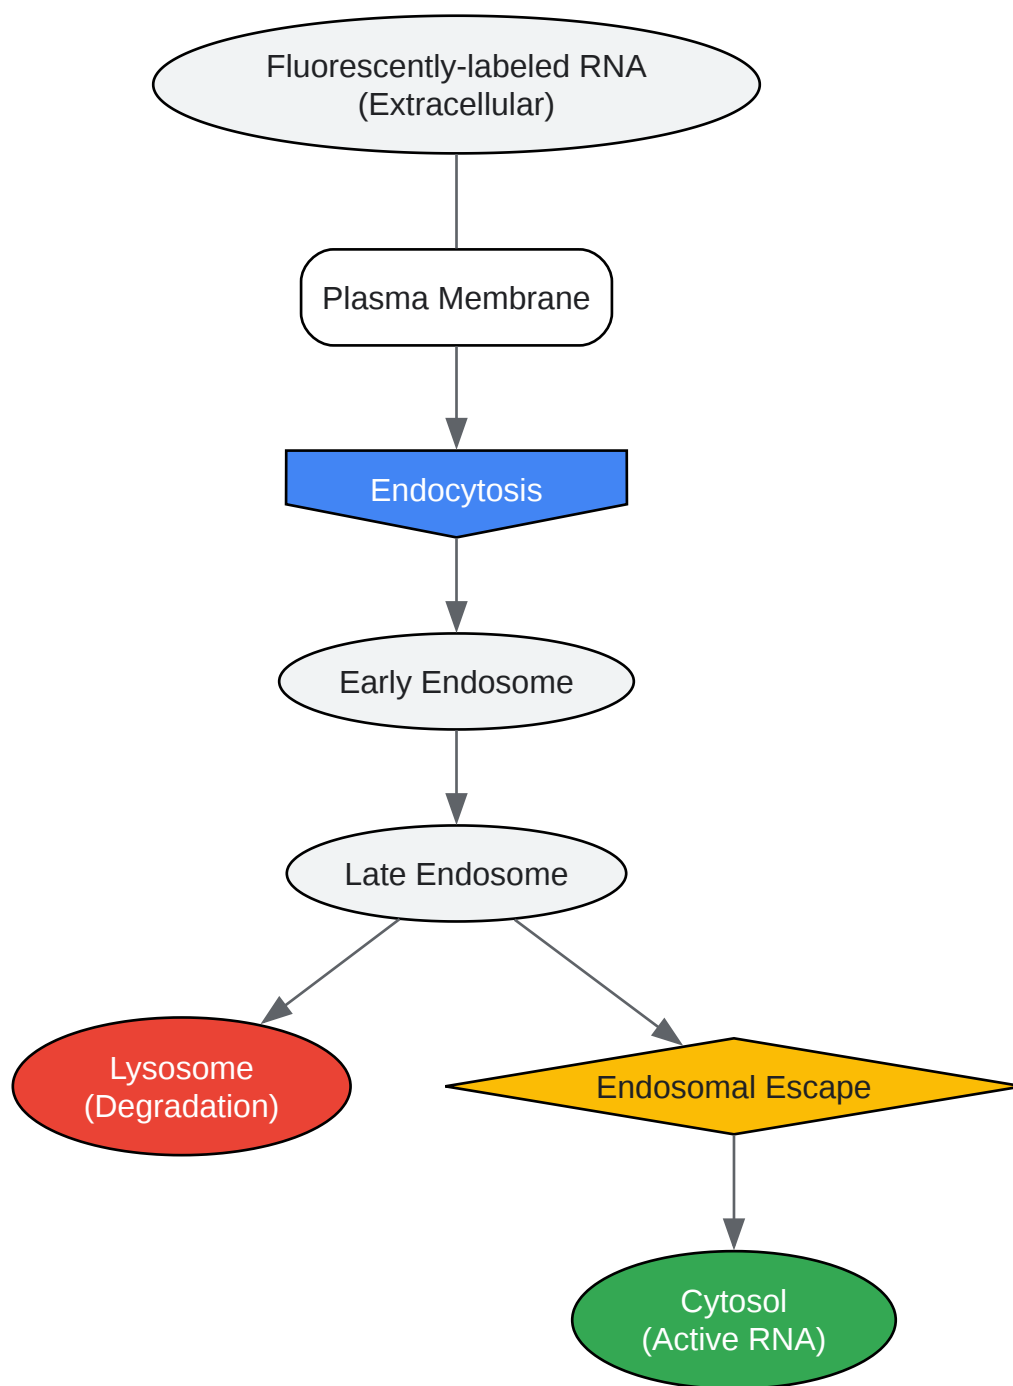 Fluorescently-labeled RNA
(Extracellular)
Plasma Membrane
Endocytosis
Early Endosome
Late Endosome
Lysosome
(Degradation)
Endosomal Escape
Cytosol
(Active RNA)